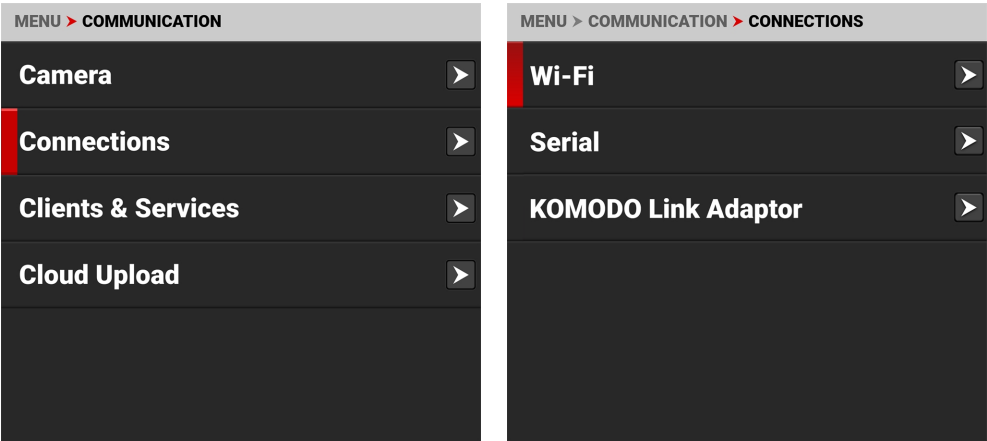 MENU > COMMUNICATION
Camera
Connections
Clients & Services
Cloud Upload
MENU > COMMUNICATION > CONNECTIONS
Wi-Fi
Serial
KOMODO Link Adaptor